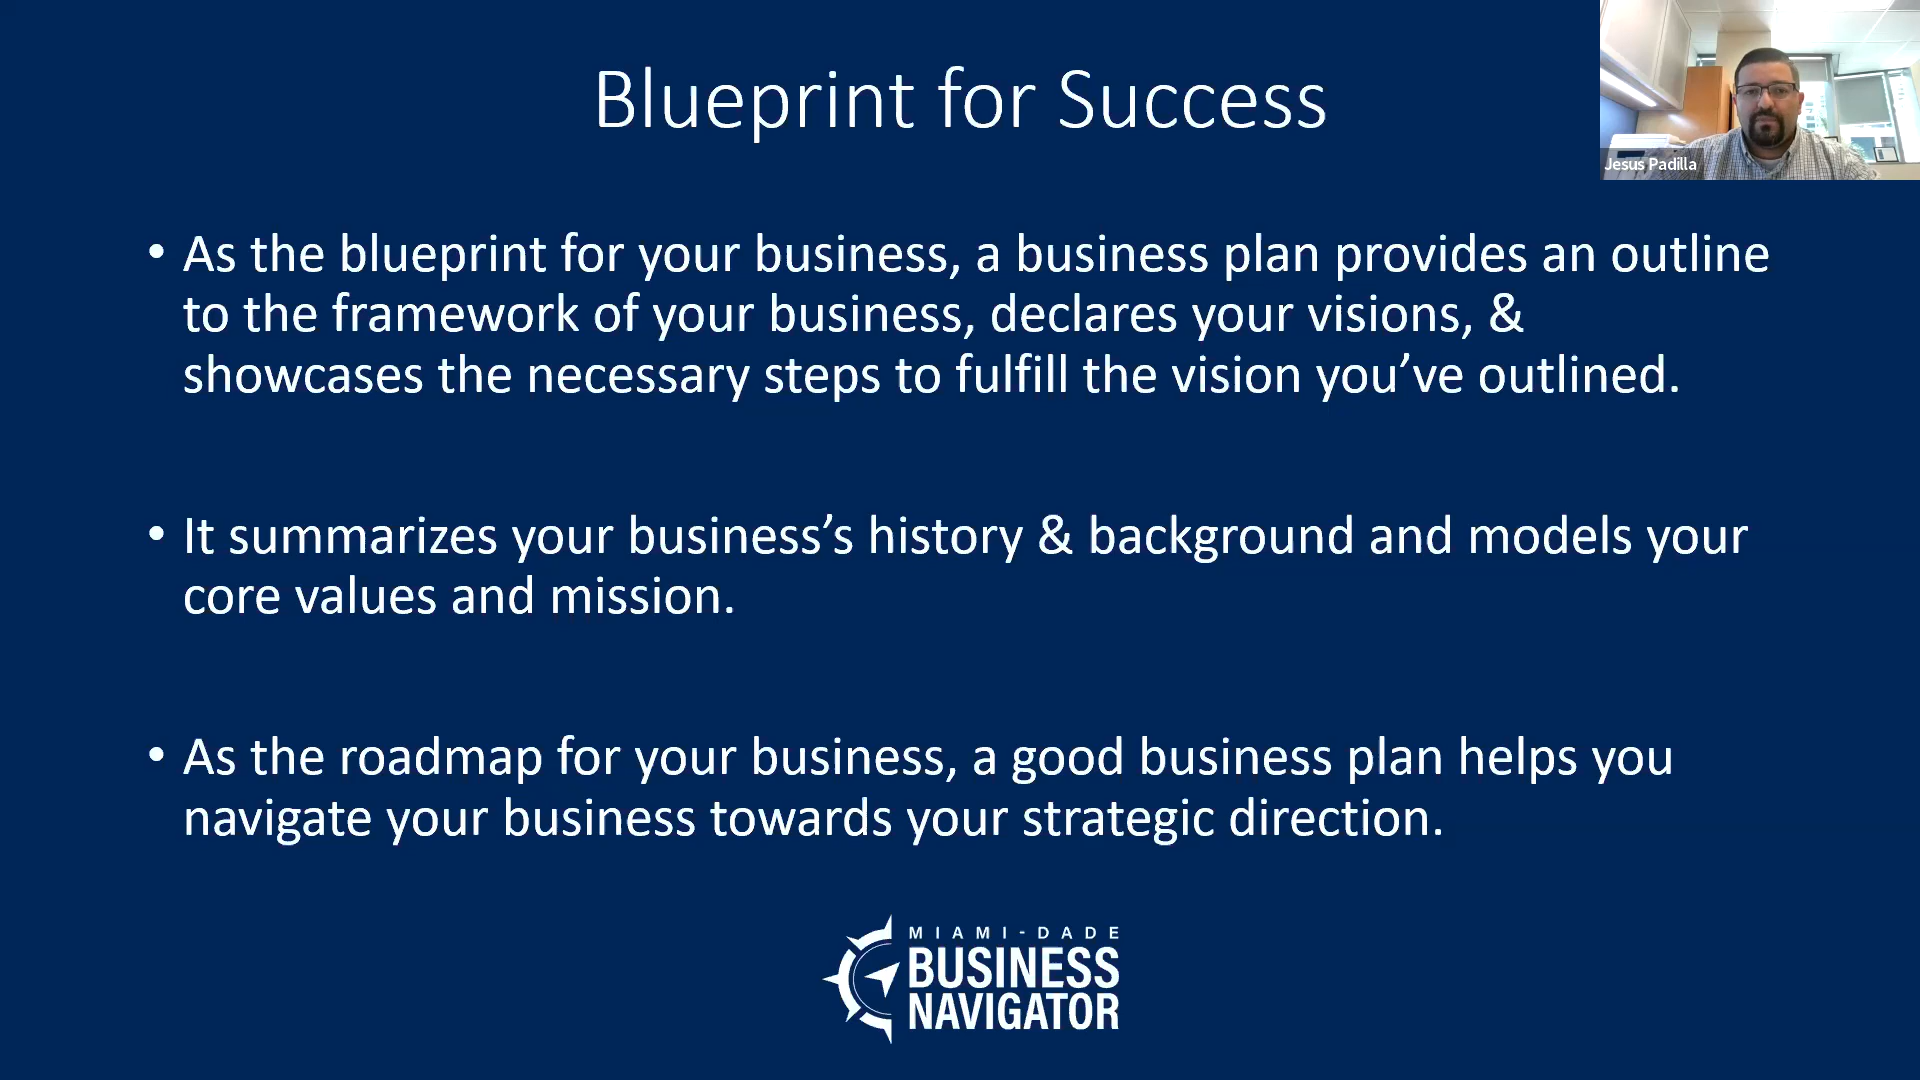 Blueprint for Success
Jesus Padilla
• As the blueprint for your business, a business plan provides an outline
to the framework of your business, declares your visions, &
showcases the necessary steps to fulfill the vision you’ve outlined.
• It summarizes your business’s history & background and models your
core values and mission.
• As the roadmap for your business, a good business plan helps you
navigate your business towards your strategic direction.
MIAMI-DADE
BUSINESS
NAVIGATOR